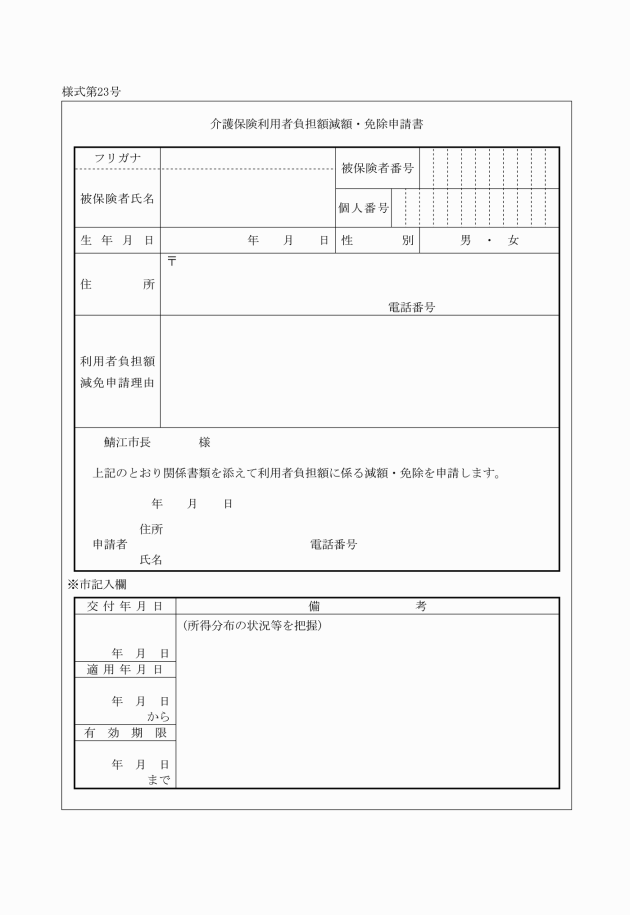 様式第23号
介護保険利用者負担額減額・免除申請書
フリガナ
被保険者番号
被保険者氏名
個人番号
生年月日 年 月 日 性別 男・女
住所 〒
電話番号
利用者負担額
減免申請理由
鯖江市長 様
上記のとおり関係書類を添えて利用者負担額に係る減額・免除を申請します。
年 月 日
住所
申請者 電話番号
氏名
※市記入欄
交付年月日 備考
(所得分布の状況等を把握)
年 月 日
適用年月日
年 月 日
から
有効期限
年 月 日
まで